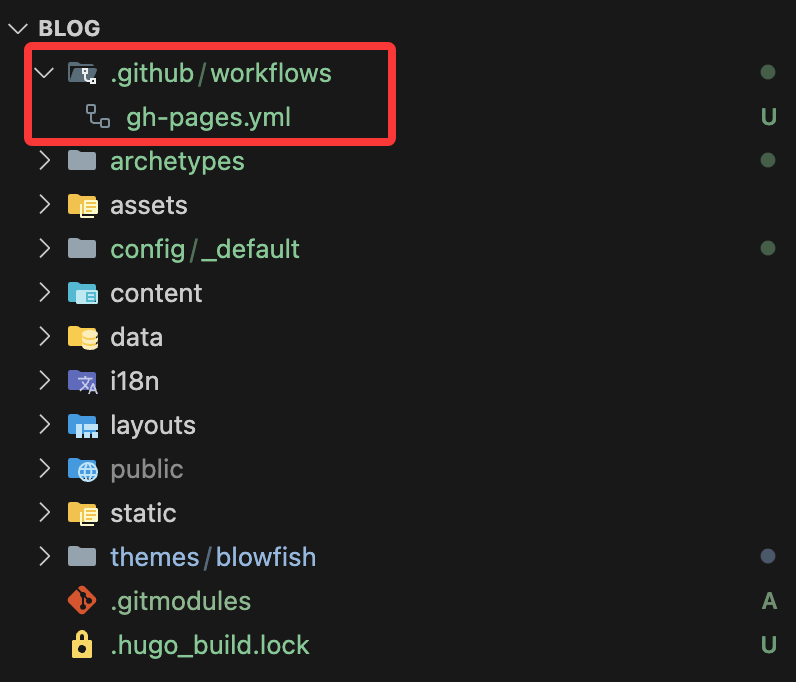 BLOG
.github/workflows
gh-pages.yml U
archetypes
assets
config/_default
content
data
i18n
layouts
public
static
themes/blowfish
.gitmodules A
.hugo_build.lock U